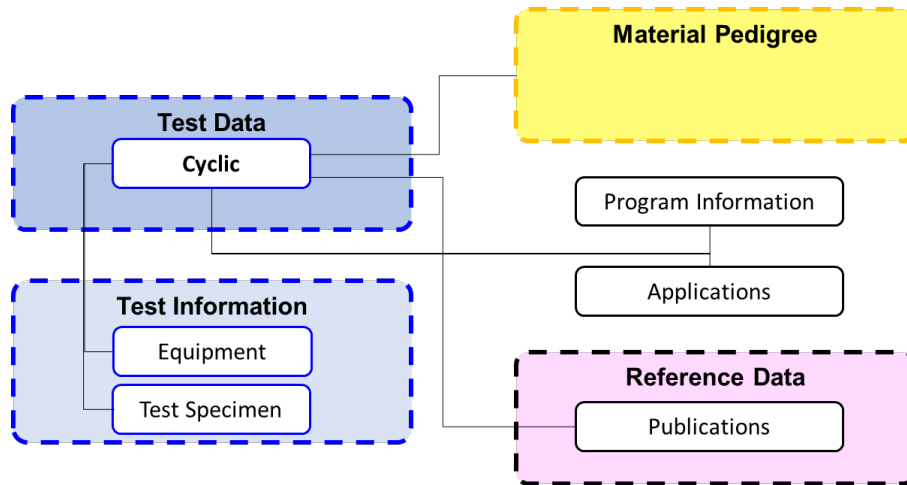 Material Pedigree
Test Data
Cyclic
Program Information
Applications
Test Information
Equipment
Test Specimen
Reference Data
Publications